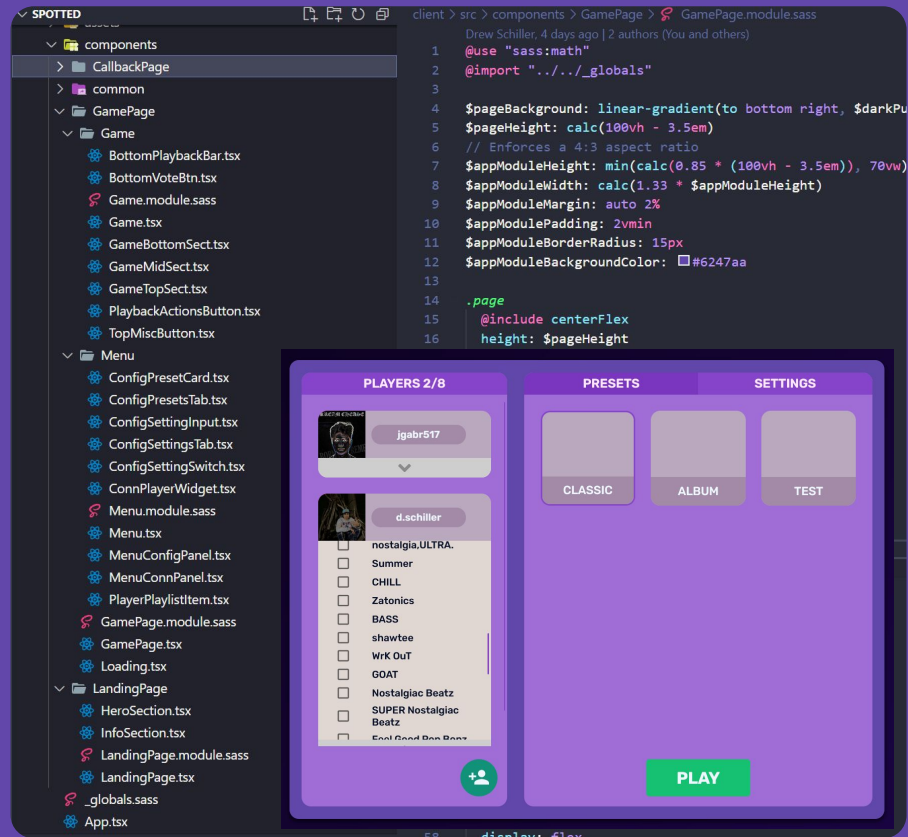 SPOTTED
components
CallbackPage
common
GamePage
Game
BottomPlaybackBar.tsx
BottomVoteBtn.tsx
Game.module.sass
Game.tsx
GameBottomSect.tsx
GameMidSect.tsx
GameTopSect.tsx
PlaybackActionsButton.tsx
TopMiscButton.tsx
Menu
ConfigPresetCard.tsx
ConfigPresetsTab.tsx
ConfigSettingInput.tsx
ConfigSettingsTab.tsx
ConfigSettingSwitch.tsx
ConnPlayerWidget.tsx
Menu.module.sass
Menu.tsx
MenuConfigPanel.tsx
MenuConnPanel.tsx
PlayerPlaylistItem.tsx
GamePage.module.sass
GamePage.tsx
Loading.tsx
LandingPage
HeroSection.tsx
InfoSection.tsx
LandingPage.module.sass
LandingPage.tsx
_globals.sass
App.tsx
client > src > components > GamePage > GamePage.module.sass
Drew Schiller, 4 days ago | 2 authors (You and others)
1 @use "sass:math"
2 @import "../../_globals"
3
4 $pageBackground: linear-gradient(to bottom right, $darkPu
5 $pageHeight: calc(100vh - 3.5em)
6 // Enforces a 4:3 aspect ratio
7 $appModuleHeight: min(calc(0.85 * (100vh - 3.5em)), 70vw)
8 $appModuleWidth: calc(1.33 * $appModuleHeight)
9 $appModuleMargin: auto 2%
10 $appModulePadding: 2vmin
11 $appModuleBorderRadius: 15px
12 $appModuleBackgroundColor: #6247aa
13
14 .page
15 @include centerFlex
16 height: $pageHeight
PLAYERS 2/8
jgabr517
d.schiller
nostalgia,ULTRA.
Summer
CHILL
Zatonics
BASS
shawtee
WrK OuT
GOAT
Nostalgiac Beatz
SUPER Nostalgiac
Beatz
PRESETS
SETTINGS
CLASSIC
ALBUM
TEST
PLAY
58 display: flex